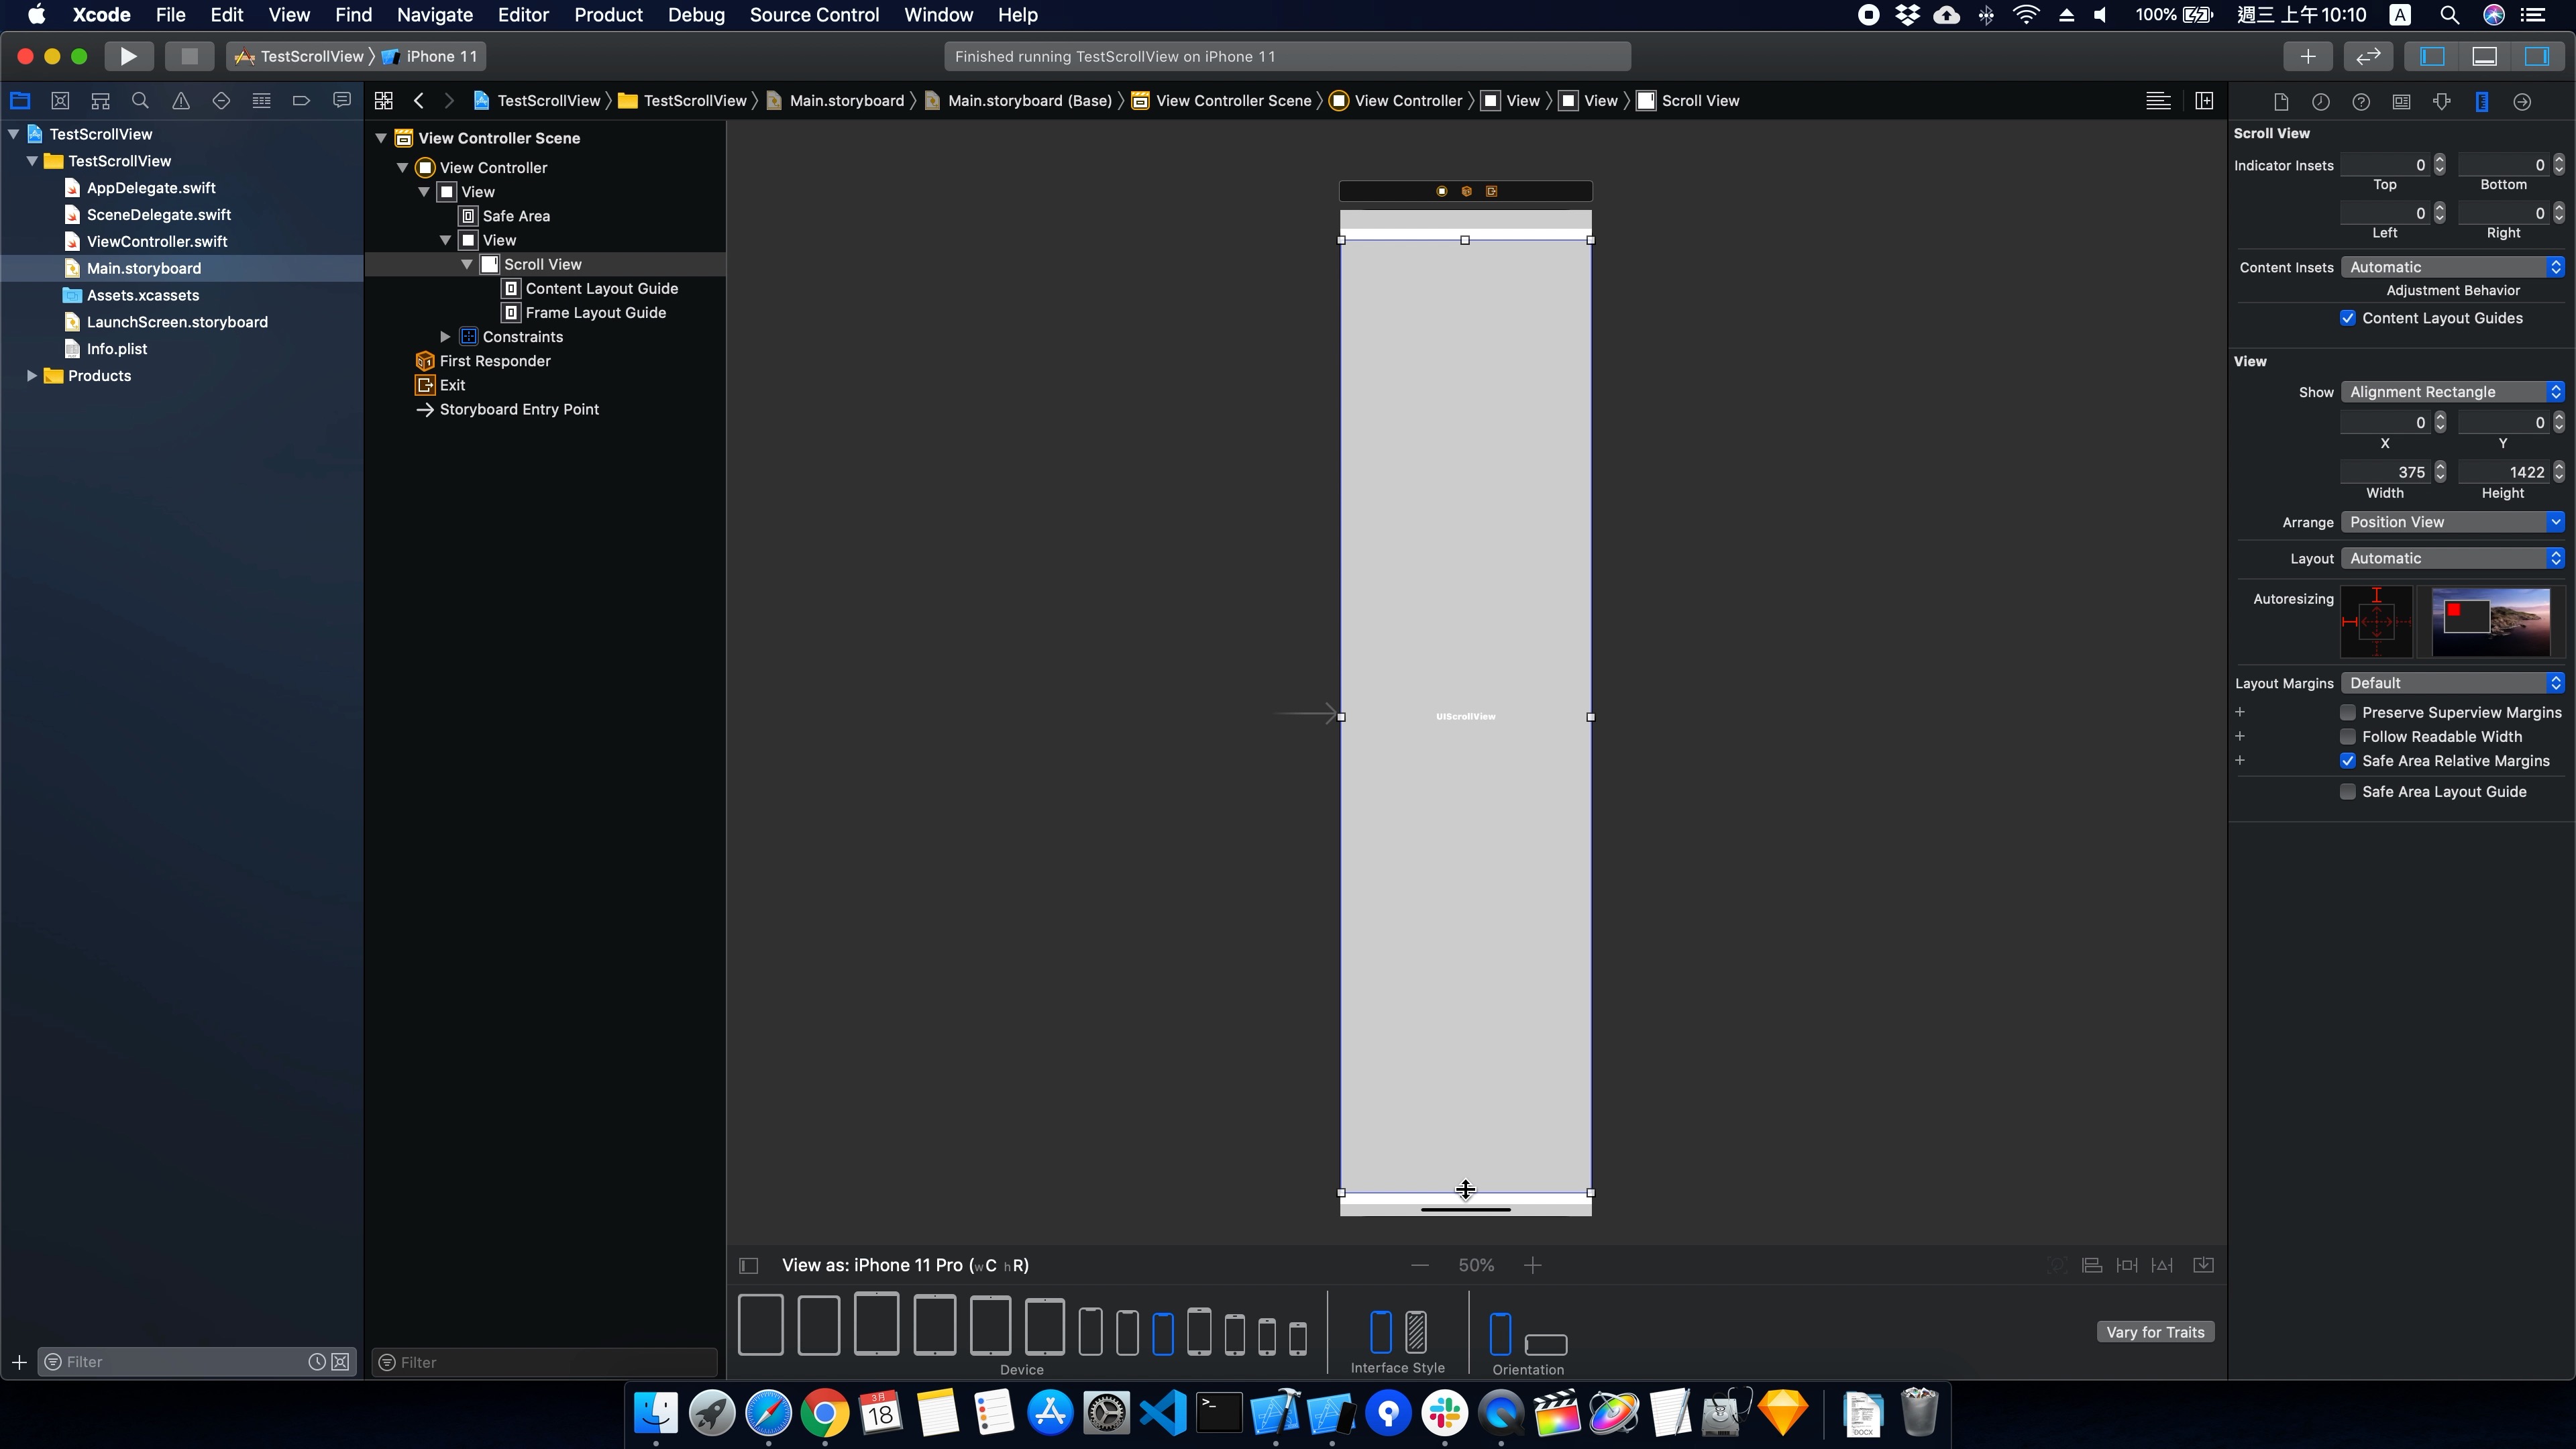 Xcode File Edit View Find Navigate Editor Product Debug Source Control Window Help 100% 週三 上午10:10 A
TestScrollView iPhone 11 Finished running TestScrollView on iPhone 11
TestScrollView TestScrollView Main.storyboard Main.storyboard (Base) View Controller Scene View Controller View View Scroll View
TestScrollView
TestScrollView
AppDelegate.swift
SceneDelegate.swift
ViewController.swift
Main.storyboard
Assets.xcassets
LaunchScreen.storyboard
Info.plist
Products
Filter
View Controller Scene
View Controller
View
Safe Area
View
Scroll View
Content Layout Guide
Frame Layout Guide
Constraints
First Responder
Exit
Storyboard Entry Point
Filter
UIScrollView
View as: iPhone 11 Pro (wC hR)
50%
Device
Interface Style
Orientation
Vary for Traits
Scroll View
Indicator Insets 0 0
Top Bottom
0 0
Left Right
Content Insets Automatic
Adjustment Behavior
Content Layout Guides
View
Show Alignment Rectangle
0 0
X Y
375 1422
Width Height
Arrange Position View
Layout Automatic
Autoresizing
Layout Margins Default
Preserve Superview Margins
Follow Readable Width
Safe Area Relative Margins
Safe Area Layout Guide
3月
18
DOCX